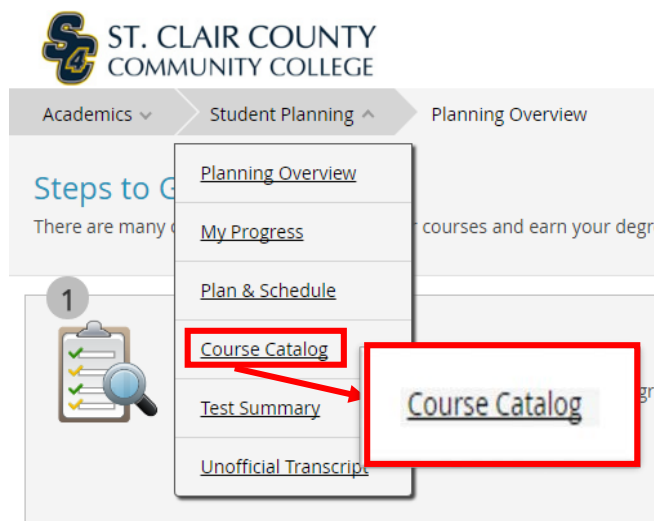 ST. CLAIR COUNTY
COMMUNITY COLLEGE
Academics
Student Planning
Planning Overview
Planning Overview
Steps to G
There are many
courses and earn your degr
My Progress
1
Plan & Schedule
Course Catalog
Course Catalog
Test Summary
Unofficial Transcript